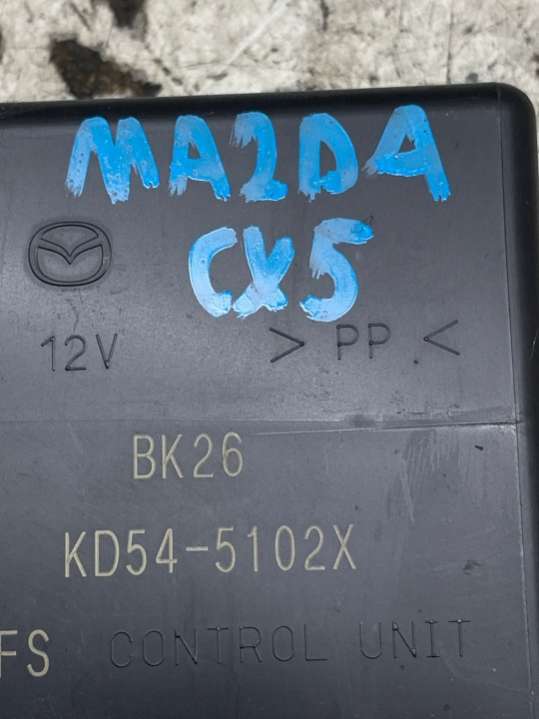 MAZDA
CX5
12V > PP <
BK26
KD54-5102X
FS CONTROL UNIT